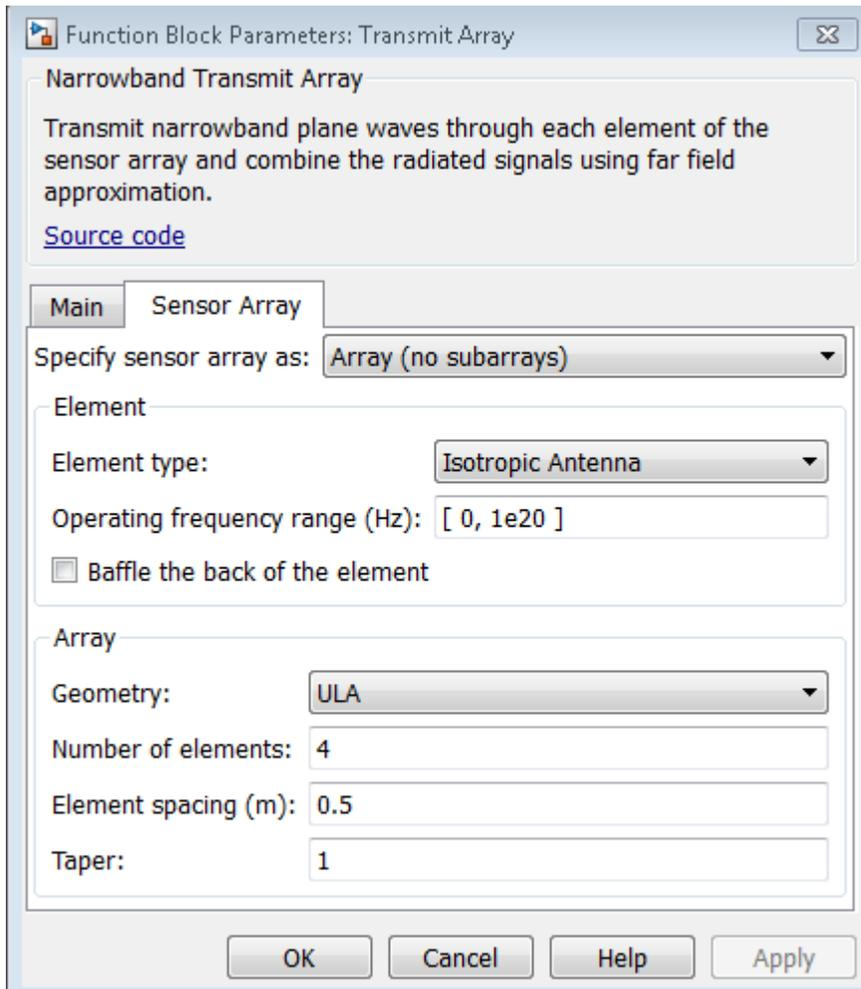 Function Block Parameters: Transmit Array
Narrowband Transmit Array
Transmit narrowband plane waves through each element of the
sensor array and combine the radiated signals using far field
approximation.
Source code
Main Sensor Array
Specify sensor array as: Array (no subarrays)
Element
Element type: Isotropic Antenna
Operating frequency range (Hz): [ 0, 1e20 ]
Baffle the back of the element
Array
Geometry: ULA
Number of elements: 4
Element spacing (m): 0.5
Taper: 1
OK Cancel Help Apply